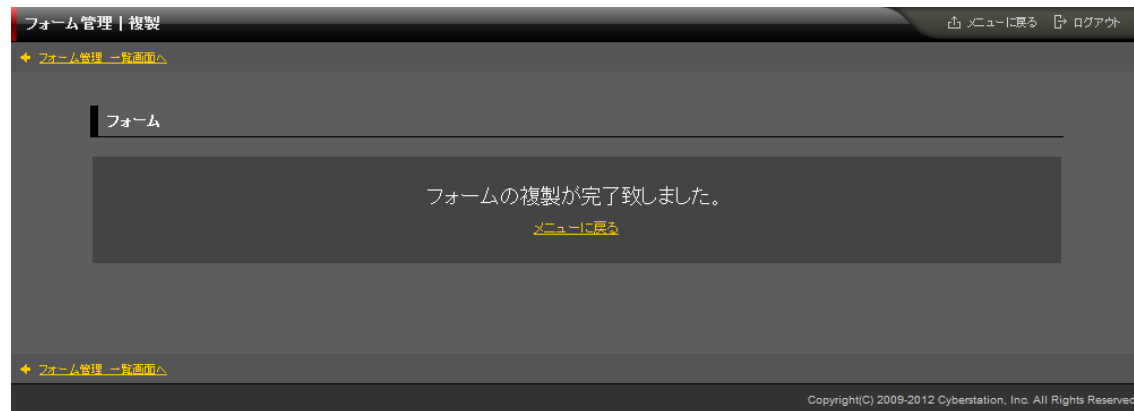 フォーム管理 | 複製
メニューに戻る ログアウト
フォーム管理 一覧画面へ
フォーム
フォームの複製が完了致しました。
メニューに戻る
フォーム管理 一覧画面へ
Copyright(C) 2009-2012 Cyberstation, Inc. All Rights Reserved